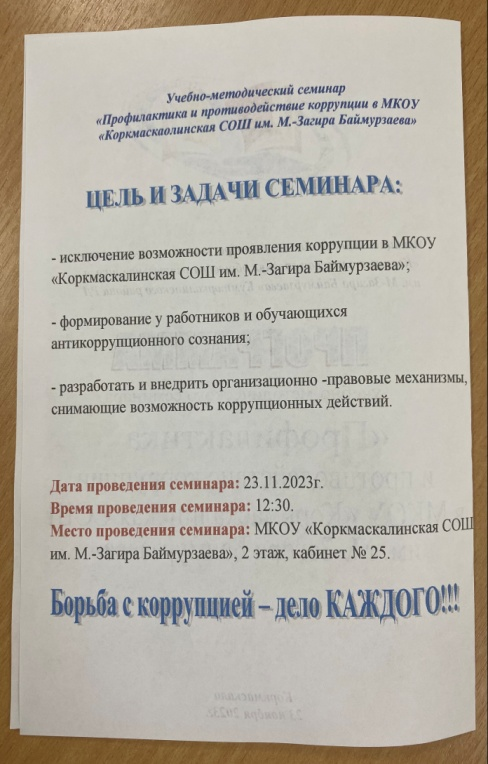 Учебно-методический семинар
«Профилактика и противодействие коррупции в МКОУ
«Коркмаскаолинская СОШ им. М.-Загира Баймурзаева»
ЦЕЛЬ И ЗАДАЧИ СЕМИНАРА:
- исключение возможности проявления коррупции в МКОУ
«Коркмаскалинская СОШ им. М.-Загира Баймурзаева»;
- формирование у работников и обучающихся
антикоррупционного сознания;
- разработать и внедрить организационно -правовые механизмы,
снимающие возможность коррупционных действий.
Дата проведения семинара: 23.11.2023г.
Время проведения семинара: 12:30.
Место проведения семинара: МКОУ «Коркмаскалинская СОШ
им. М.-Загира Баймурзаева», 2 этаж, кабинет № 25.
Борьба с коррупцией – дело КАЖДОГО!!!